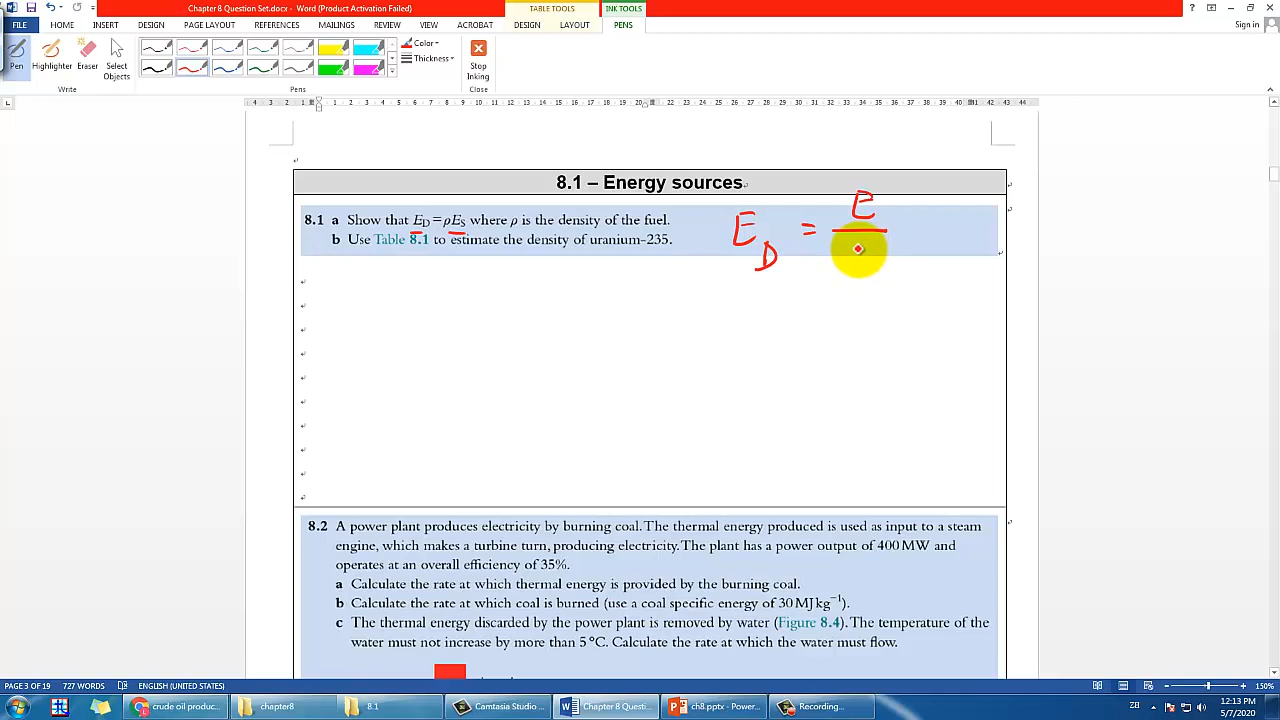 Chapter 8 Question Set.docx - Word (Product Activation Failed)
TABLE TOOLS
INK TOOLS
Sign in
FILE HOME INSERT DESIGN PAGE LAYOUT REFERENCES MAILINGS REVIEW VIEW ACROBAT DESIGN LAYOUT PENS
Pen
Highlighter
Eraser
Select Objects
Color
Thickness
Stop Inking
Write
Pens
Close
8.1 – Energy sources
8.1 a Show that E_D = ρE_S where ρ is the density of the fuel.
b Use Table 8.1 to estimate the density of uranium-235.
E_D = E
8.2 A power plant produces electricity by burning coal. The thermal energy produced is used as input to a steam
engine, which makes a turbine turn, producing electricity. The plant has a power output of 400 MW and
operates at an overall efficiency of 35%.
a Calculate the rate at which thermal energy is provided by the burning coal.
b Calculate the rate at which coal is burned (use a coal specific energy of 30 MJ kg⁻¹).
c The thermal energy discarded by the power plant is removed by water (Figure 8.4). The temperature of the
water must not increase by more than 5 °C. Calculate the rate at which the water must flow.
PAGE 3 OF 19 727 WORDS ENGLISH (UNITED STATES) 150%
crude oil produc... chapter8 8.1 Camtasia Studio ... Chapter 8 Questi... ch8.pptx - Power... Recording... ZH 12:13 PM
5/7/2020